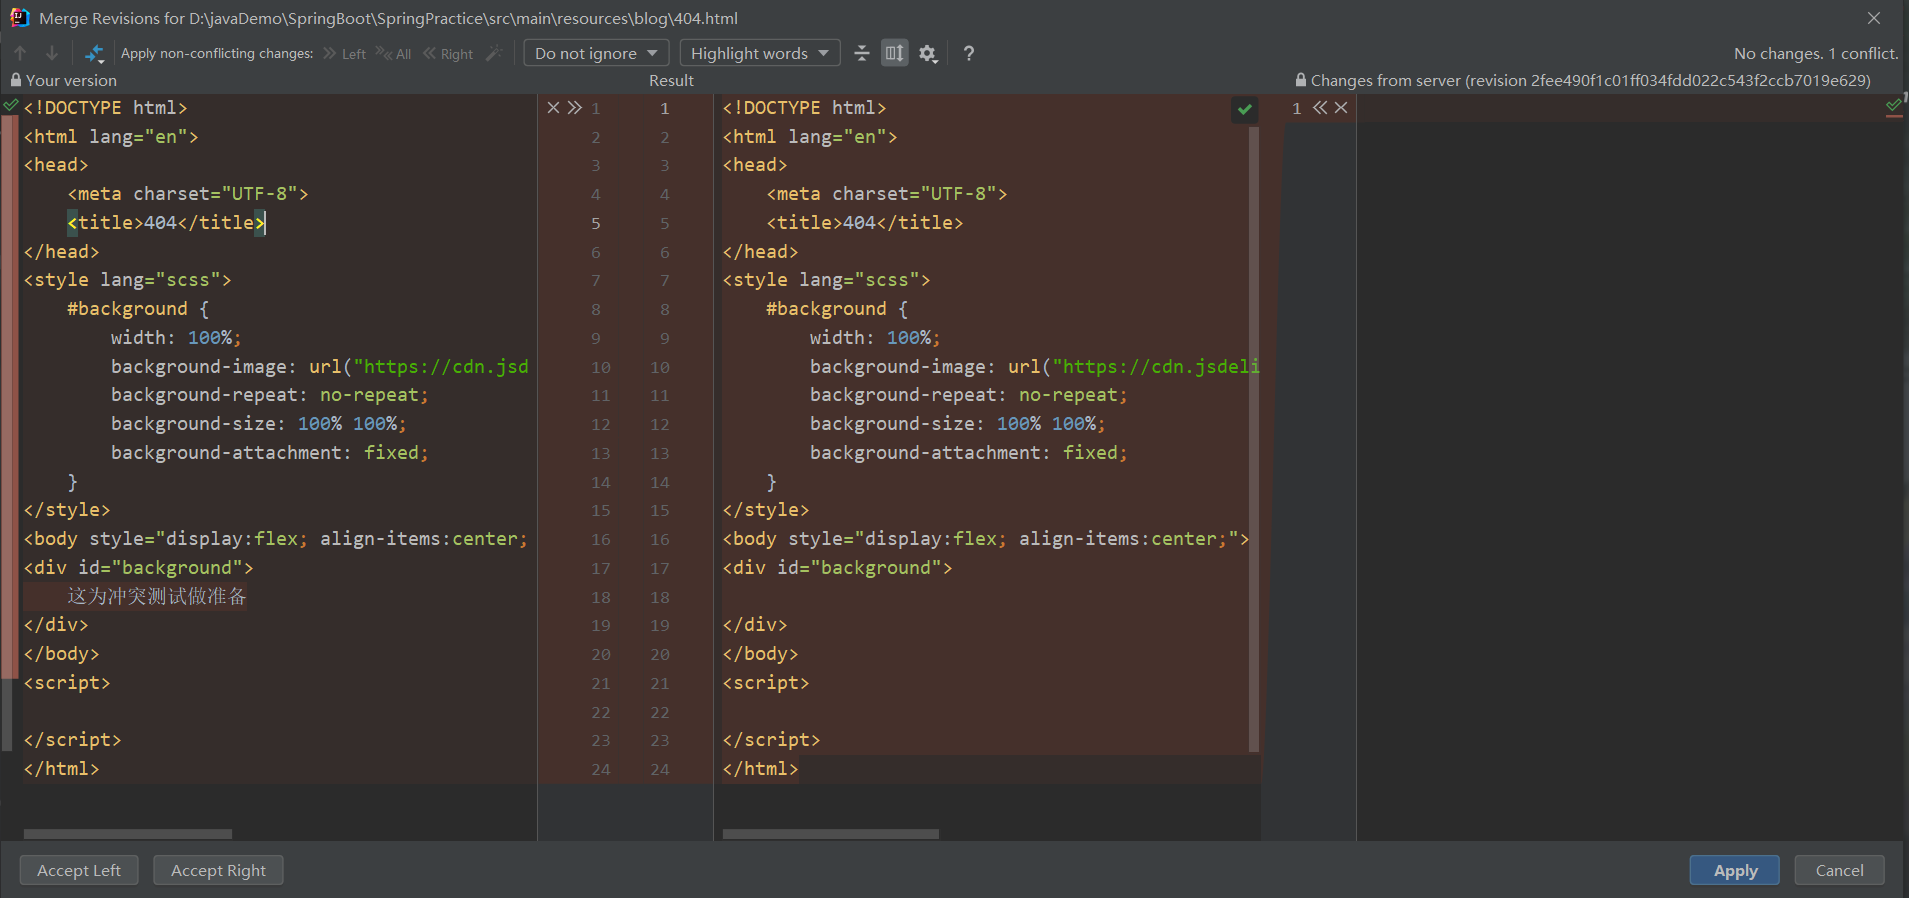 Merge Revisions for D:\javaDemo\SpringBoot\SpringPractice\src\main\resources\blog\404.html
Apply non-conflicting changes: Left All Right Do not ignore Highlight words ? No changes. 1 conflict.
Your version Result Changes from server (revision 2fee490f1c01ff034fdd022c543f2ccb7019e629)
<!DOCTYPE html> 1 1 <!DOCTYPE html> 1
<html lang="en"> 2 2 <html lang="en">
<head> 3 3 <head>
<meta charset="UTF-8"> 4 4 <meta charset="UTF-8">
<title>404</title> 5 5 <title>404</title>
</head> 6 6 </head>
<style lang="scss"> 7 7 <style lang="scss">
#background { 8 8 #background {
width: 100%; 9 9 width: 100%;
background-image: url("https://cdn.jsd 10 10 background-image: url("https://cdn.jsdeli
background-repeat: no-repeat; 11 11 background-repeat: no-repeat;
background-size: 100% 100%; 12 12 background-size: 100% 100%;
background-attachment: fixed; 13 13 background-attachment: fixed;
} 14 14 }
</style> 15 15 </style>
<body style="display:flex; align-items:center; 16 16 <body style="display:flex; align-items:center;">
<div id="background"> 17 17 <div id="background">
这为冲突测试做准备 18 18
</div> 19 19 </div>
</body> 20 20 </body>
<script> 21 21 <script>
22 22
</script> 23 23 </script>
</html> 24 24 </html>
Accept Left Accept Right Apply Cancel